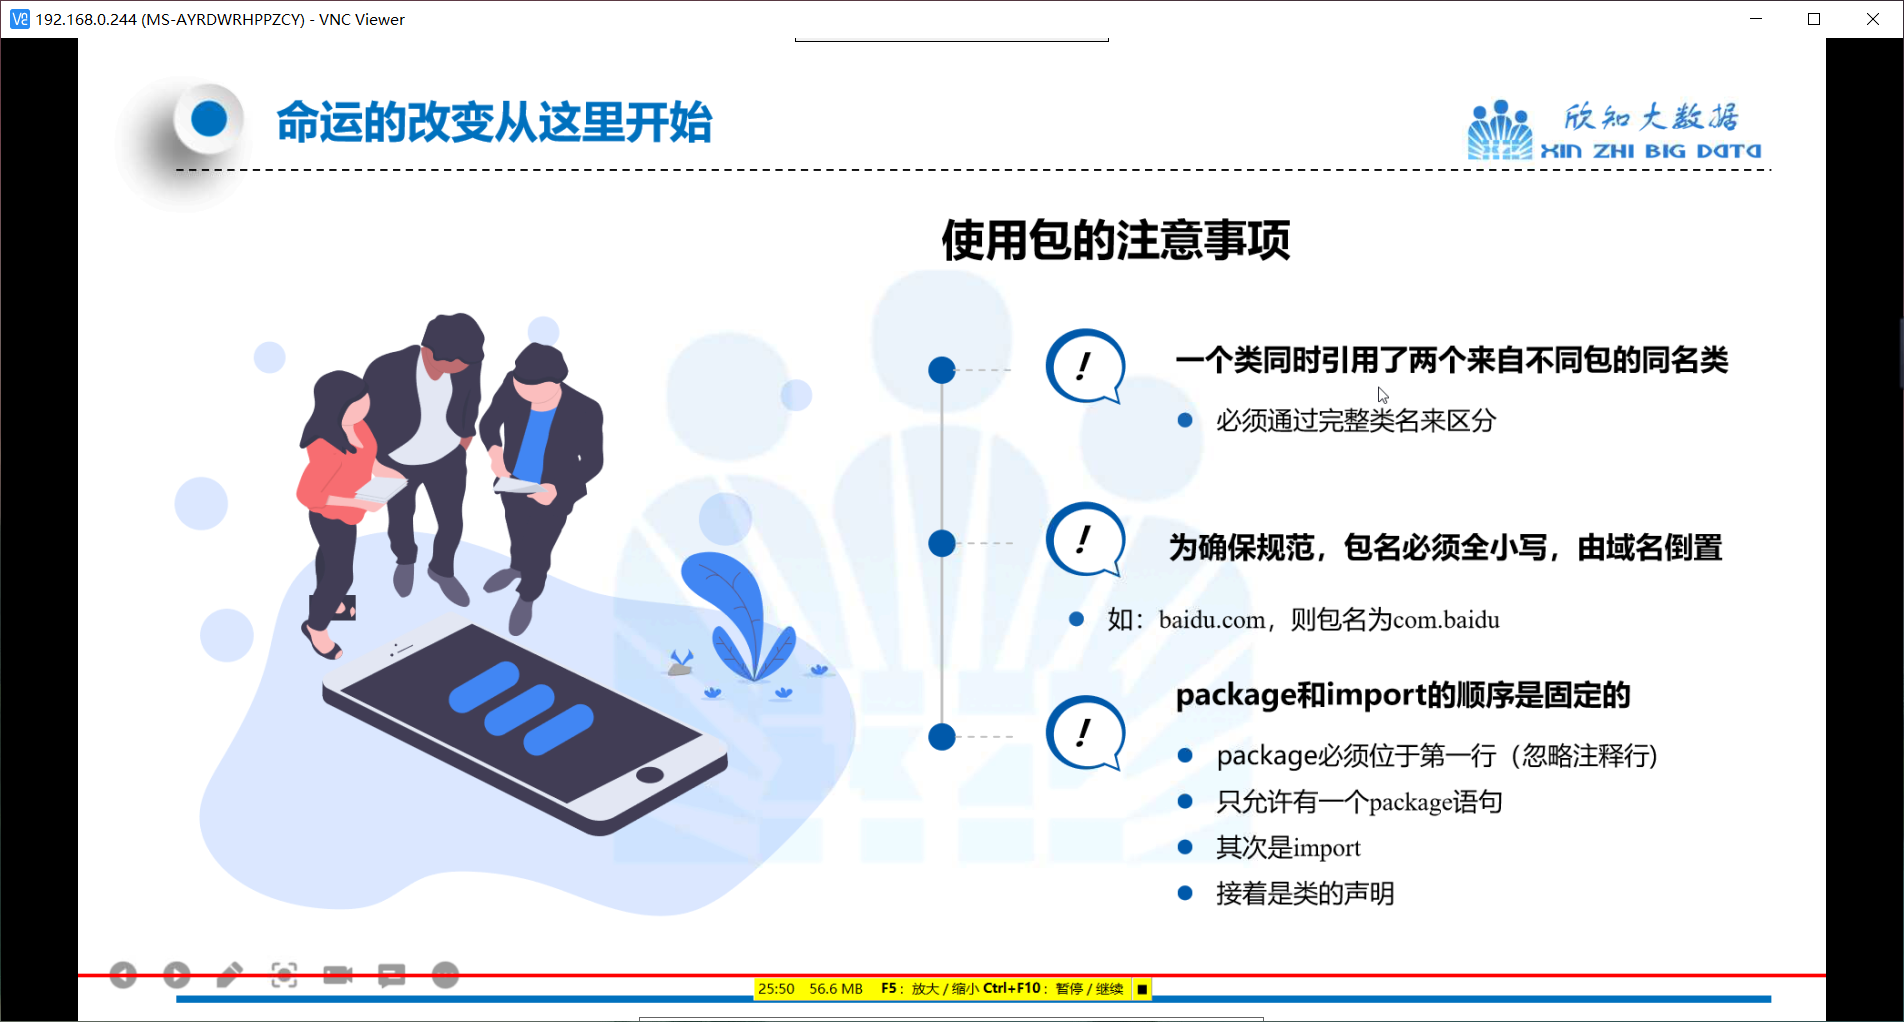 192.168.0.244 (MS-AYRDWRHPPZCY) - VNC Viewer
命运的改变从这里开始
欣知大数据
XIN ZHI BIG DATA
使用包的注意事项
!
一个类同时引用了两个来自不同包的同名类
必须通过完整类名来区分
!
为确保规范，包名必须全小写，由域名倒置
如：baidu.com，则包名为com.baidu
!
package和import的顺序是固定的
package必须位于第一行（忽略注释行）
只允许有一个package语句
其次是import
接着是类的声明
25:50 56.6 MB F5：放大 / 缩小 Ctrl+F10：暂停 / 继续